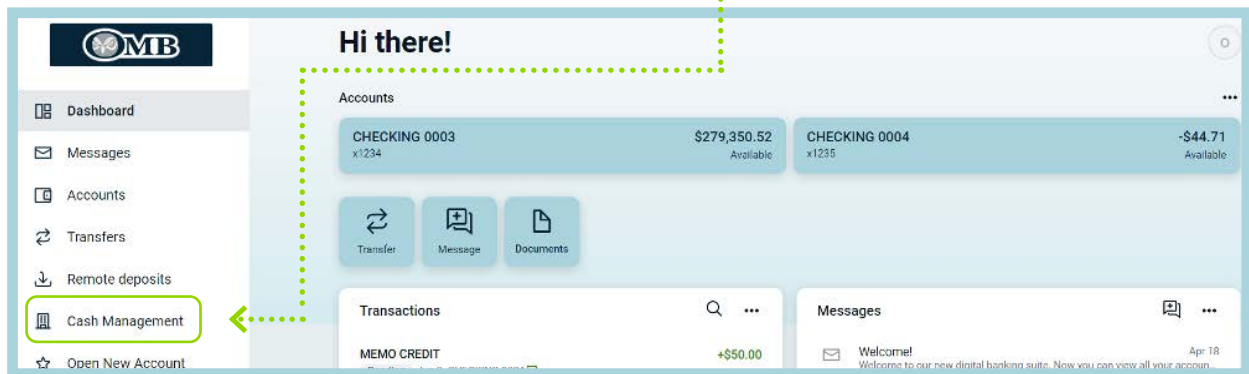 OMB
Hi there!
O
Dashboard
Messages
Accounts
Transfers
Remote deposits
Cash Management
Open New Account
Accounts
CHECKING 0003 $279,350.52
x1234 Available
CHECKING 0004 -$44.71
x1235 Available
Transfer Message Documents
Transactions
MEMO CREDIT +$50.00
Messages
Welcome! Apr 18
Welcome to our new digital banking suite. Now you can view all your accoun...